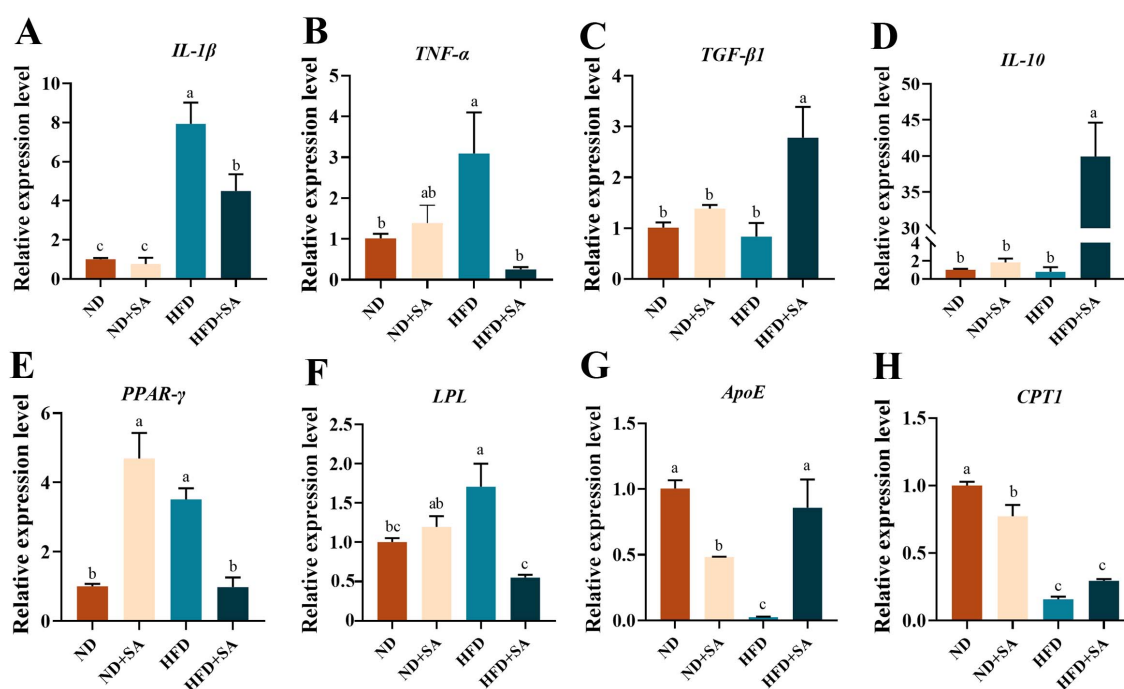 A
IL-1β
Relative expression level
10
8
6
4
2
0
c
c
a
b
ND
ND+SA
HFD
HFD+SA
B
TNF-α
Relative expression level
5
4
3
2
1
0
b
ab
a
b
ND
ND+SA
HFD
HFD+SA
C
TGF-β1
Relative expression level
4
3
2
1
0
b
b
b
a
ND
ND+SA
HFD
HFD+SA
D
IL-10
Relative expression level
50
45
40
35
30
4
2
0
b
b
b
a
ND
ND+SA
HFD
HFD+SA
E
PPAR-γ
Relative expression level
6
4
2
0
b
a
a
b
ND
ND+SA
HFD
HFD+SA
F
LPL
Relative expression level
2.0
1.5
1.0
0.5
0.0
bc
ab
a
c
ND
ND+SA
HFD
HFD+SA
G
ApoE
Relative expression level
1.5
1.0
0.5
0.0
a
b
c
a
ND
ND+SA
HFD
HFD+SA
H
CPT1
Relative expression level
1.5
1.0
0.5
0.0
a
b
c
c
ND
ND+SA
HFD
HFD+SA